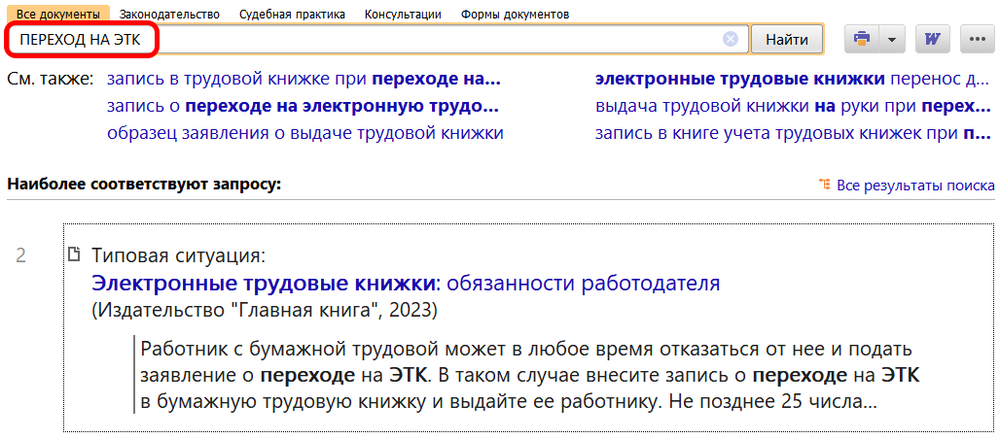 Все документы Законодательство Судебная практика Консультации Формы документов
ПЕРЕХОД НА ЭТК Найти W
См. также: запись в трудовой книжке при переходе на... электронные трудовые книжки перенос д...
запись о переходе на электронную трудо... выдача трудовой книжки на руки при перех...
образец заявления о выдаче трудовой книжки запись в книге учета трудовых книжек при п...
Наиболее соответствуют запросу: Все результаты поиска
2 Типовая ситуация:
Электронные трудовые книжки: обязанности работодателя
(Издательство "Главная книга", 2023)
Работник с бумажной трудовой может в любое время отказаться от нее и подать
заявление о переходе на ЭТК. В таком случае внесите запись о переходе на ЭТК
в бумажную трудовую книжку и выдайте ее работнику. Не позднее 25 числа...